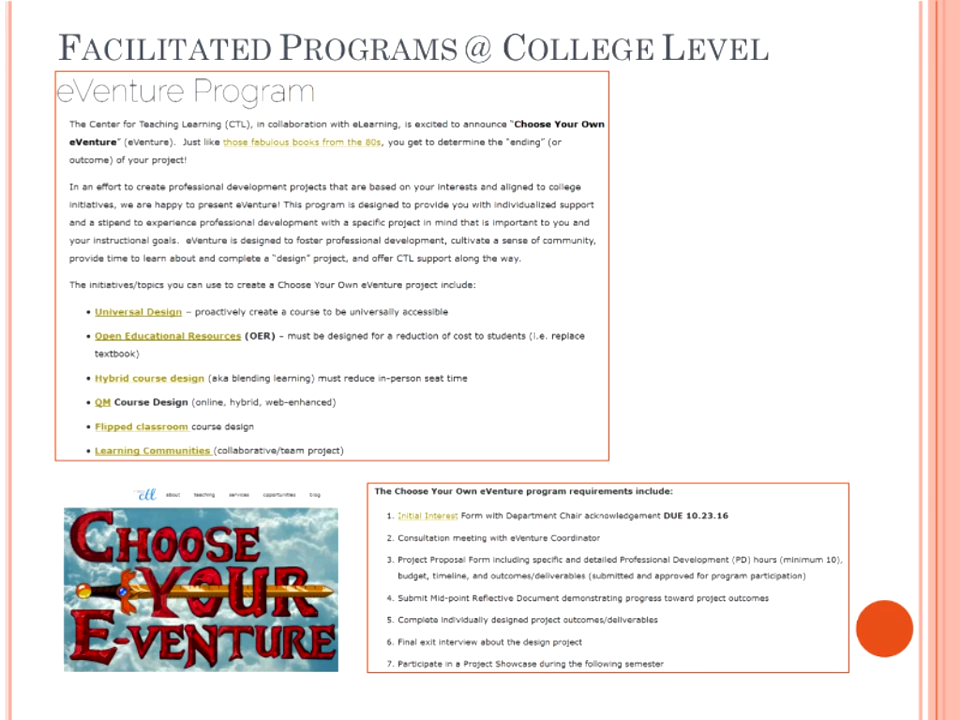 FACILITATED PROGRAMS @ COLLEGE LEVEL
eVenture Program
The Center for Teaching Learning (CTL), in collaboration with eLearning, is excited to announce "Choose Your Own
eVenture" (eVenture).  Just like those fabulous books from the 80s, you get to determine the "ending" (or
outcome) of your project!
In an effort to create professional development projects that are based on your interests and aligned to college
initiatives, we are happy to present eVenture! This program is designed to provide you with individualized support
and a stipend to experience professional development with a specific project in mind that is important to you and
your instructional goals.  eVenture is designed to foster professional development, cultivate a sense of community,
provide time to learn about and complete a "design" project, and offer CTL support along the way.
The initiatives/topics you can use to create a Choose Your Own eVenture project include:
• Universal Design – proactively create a course to be universally accessible
• Open Educational Resources (OER) – must be designed for a reduction of cost to students (i.e. replace
textbook)
• Hybrid course design (aka blending learning) must reduce in-person seat time
• QM Course Design (online, hybrid, web-enhanced)
• Flipped classroom course design
• Learning Communities (collaborative/team project)
ctl about teaching services opportunities blog
CHOOSE
YOUR
E-VENTURE
The Choose Your Own eVenture program requirements include:
1. Initial Interest Form with Department Chair acknowledgement DUE 10.23.16
2. Consultation meeting with eVenture Coordinator
3. Project Proposal Form including specific and detailed Professional Development (PD) hours (minimum 10),
budget, timeline, and outcomes/deliverables (submitted and approved for program participation)
4. Submit Mid-point Reflective Document demonstrating progress toward project outcomes
5. Complete individually designed project outcomes/deliverables
6. Final exit interview about the design project
7. Participate in a Project Showcase during the following semester